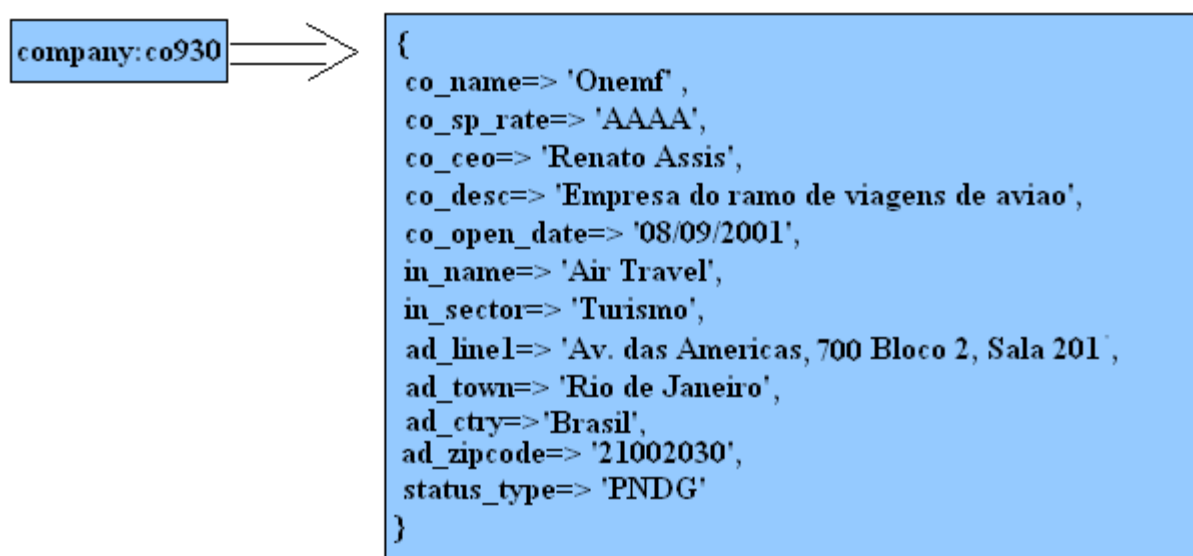 company:co930
{
co_name=> 'Onemf' ,
co_sp_rate=> 'AAAA',
co_ceo=> 'Renato Assis',
co_desc=> 'Empresa do ramo de viagens de aviao',
co_open_date=> '08/09/2001',
in_name=> 'Air Travel',
in_sector=> 'Turismo',
ad_line1=> 'Av. das Americas, 700 Bloco 2, Sala 201',
ad_town=> 'Rio de Janeiro',
ad_ctry=>'Brasil',
ad_zipcode=> '21002030',
status_type=> 'PNDG'
}